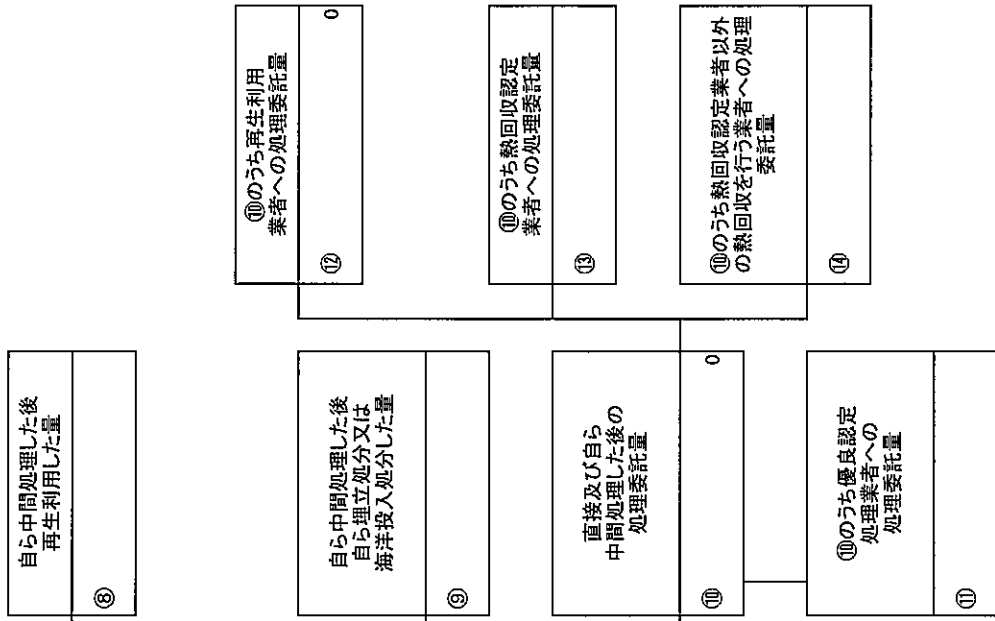 自ら中間処理した後
再生利用した量
⑧
自ら中間処理した後
自ら埋立処分又は
海洋投入処分した量
⑨
直接及び自ら
中間処理した後の
処理委託量
⑩
0
⑩のうち優良認定
処理業者への
処理委託量
⑪
⑩のうち再生利用
業者への処理委託量
⑫
0
⑩のうち熱回収認定
業者への処理委託量
⑬
⑩のうち熱回収認定業者以外
の熱回収を行う業者への処理
委託量
⑭